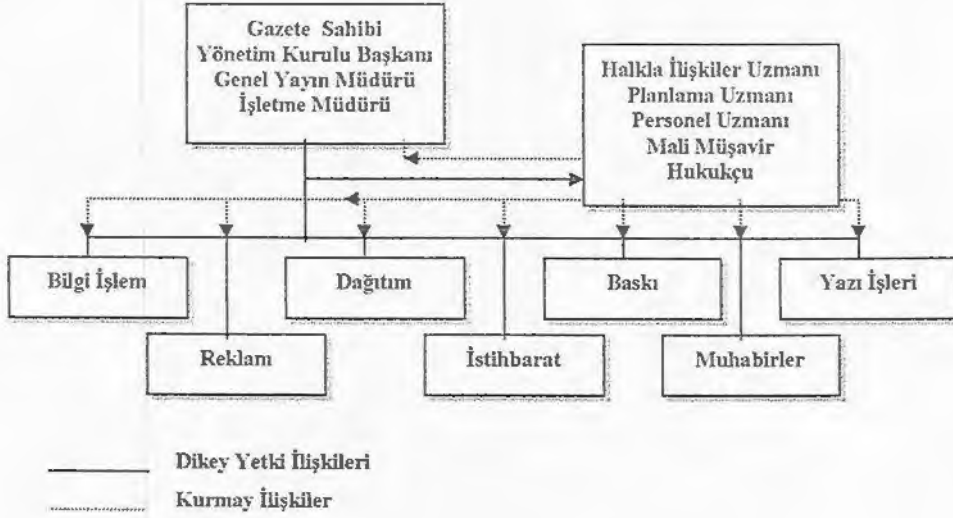 Gazete Sahibi
Yönetim Kurulu Başkanı
Genel Yayın Müdürü
İşletme Müdürü
Halkla İlişkiler Uzmanı
Planlama Uzmanı
Personel Uzmanı
Mali Müşavir
Hukukçu
Bilgi İşlem
Dağıtım
Baskı
Yazı İşleri
Reklam
İstihbarat
Muhabirler
Dikey Yetki İlişkileri
Kurmay İlişkiler